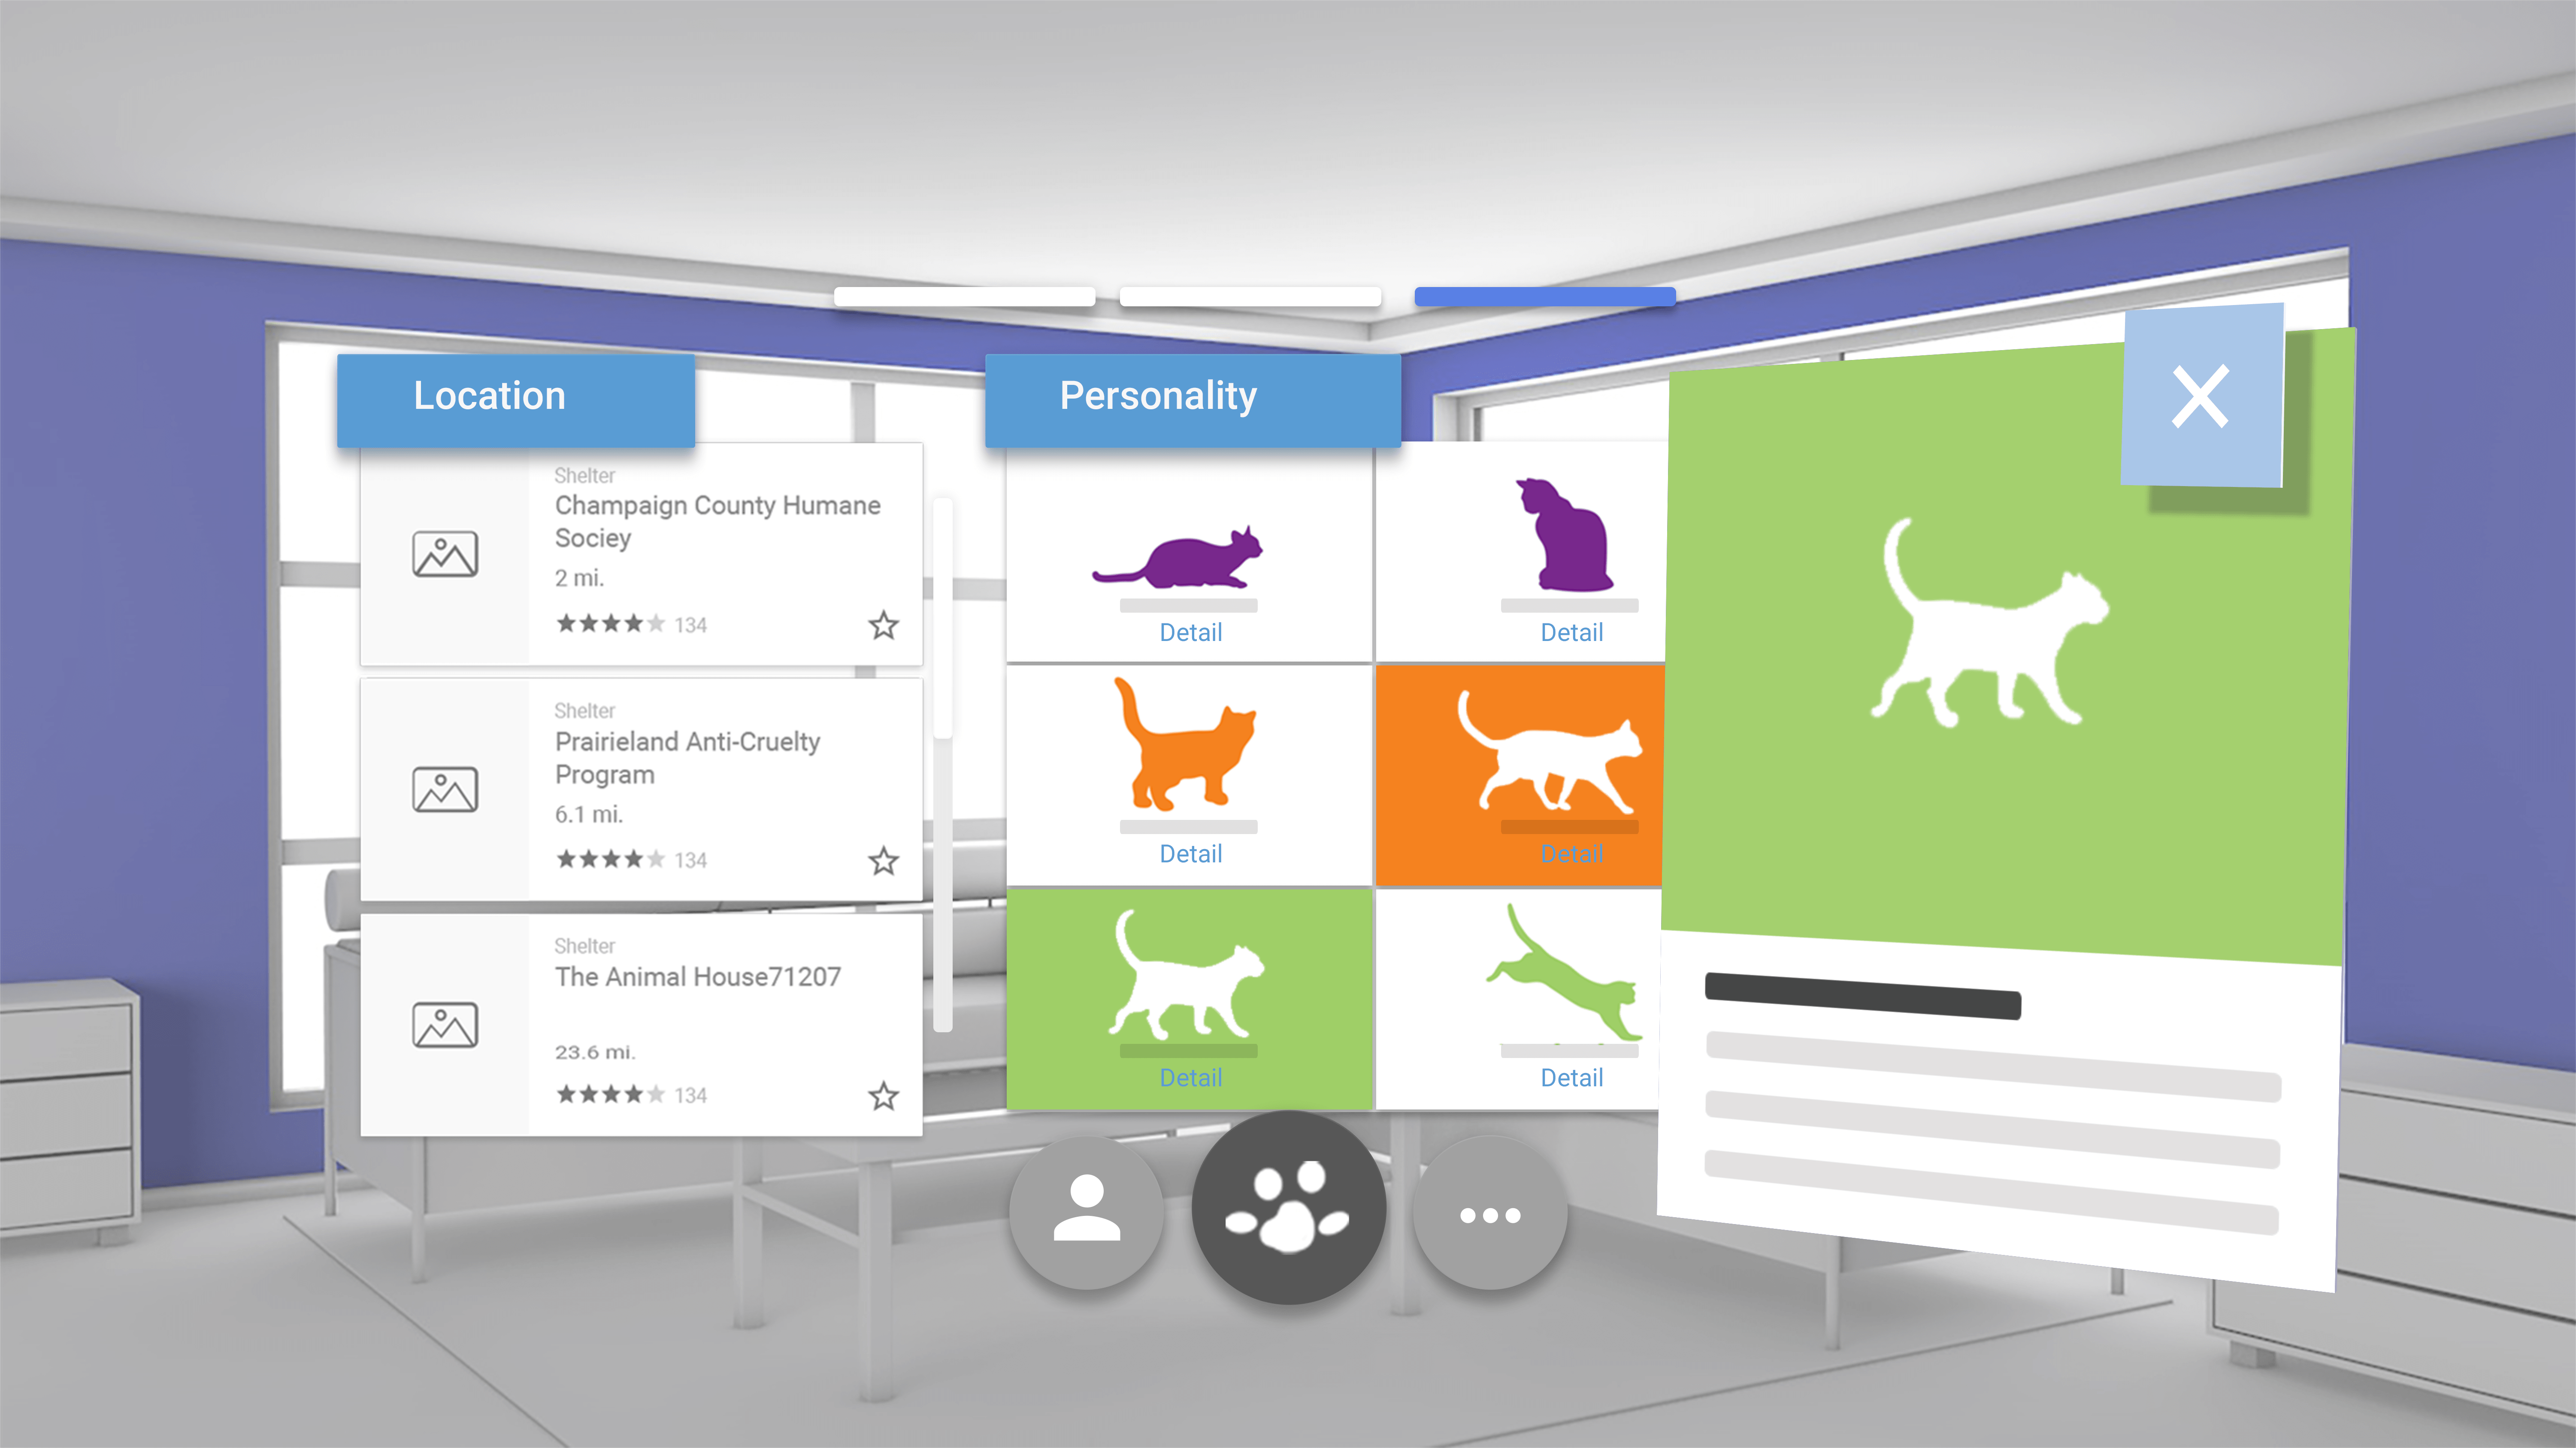 Location
Shelter
Champaign County Humane
Sociey
2 mi.
134
Shelter
Prairieland Anti-Cruelty
Program
6.1 mi.
134
Shelter
The Animal House71207
23.6 mi.
134
Personality
Detail
Detail
Detail
Detail
Detail
Detail